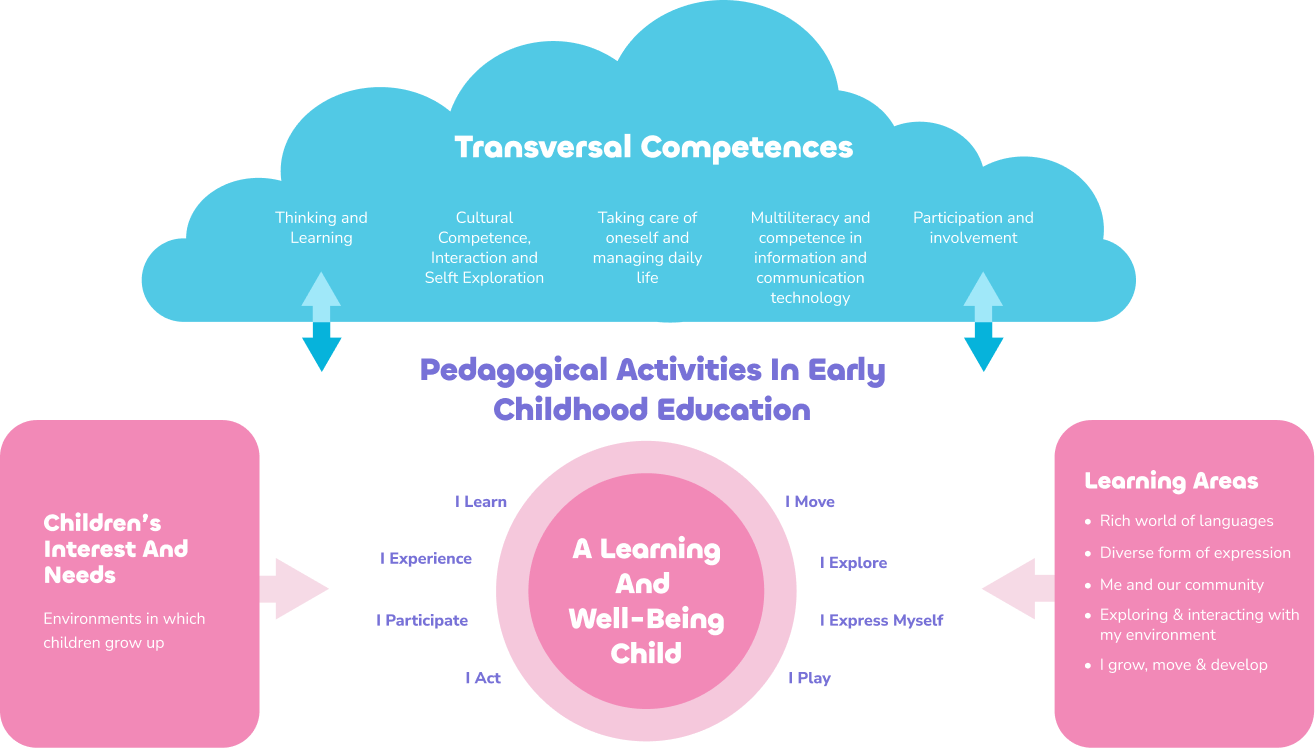 Transversal Competences
Thinking and
Learning
Cultural
Competence,
Interaction and
Selft Exploration
Taking care of
oneself and
managing daily
life
Multiliteracy and
competence in
information and
communication
technology
Participation and
involvement
Pedagogical Activities In Early
Childhood Education
Children's
Interest And
Needs
Environments in which
children grow up
I Learn
I Experience
I Participate
I Act
A Learning
And
Well-Being
Child
I Move
I Explore
I Express Myself
I Play
Learning Areas
• Rich world of languages
• Diverse form of expression
• Me and our community
• Exploring & interacting with
my environment
• I grow, move & develop